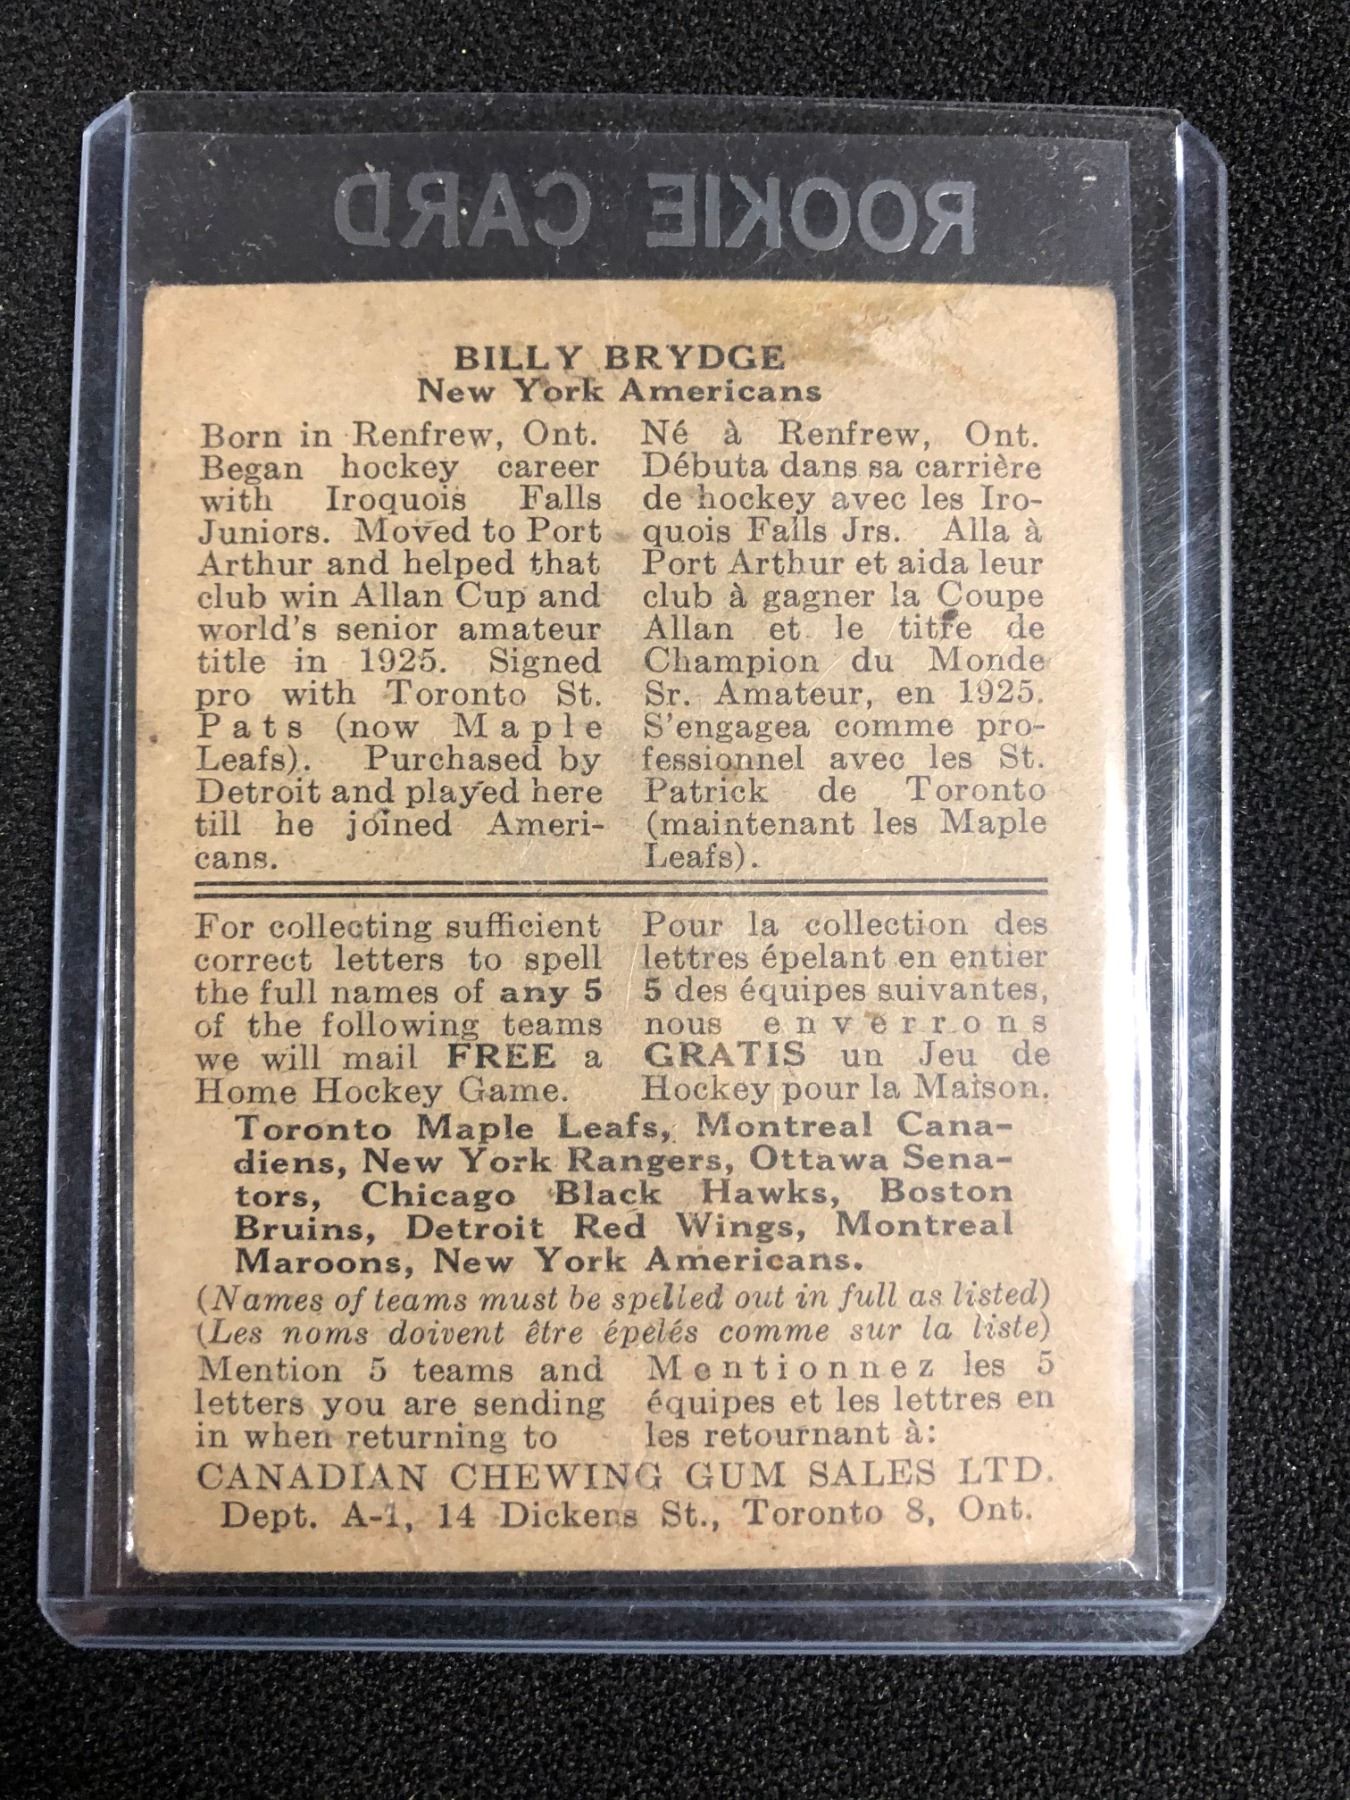 ROOKIE CARD
BILLY BRYDGE
New York Americans
Born in Renfrew, Ont.
Began hockey career
with Iroquois Falls
Juniors. Moved to Port
Arthur and helped that
club win Allan Cup and
world's senior amateur
title in 1925. Signed
pro with Toronto St.
Pats (now Maple
Leafs). Purchased by
Detroit and played here
till he joined Ameri-
cans.
Né à Renfrew, Ont.
Débuta dans sa carrière
de hockey avec les Iro-
quois Falls Jrs. Alla à
Port Arthur et aida leur
club à gagner la Coupe
Allan et le titre de
Champion du Monde
Sr. Amateur, en 1925.
S'engagea comme pro-
fessionnel avec les St.
Patrick de Toronto
(maintenant les Maple
Leafs).
For collecting sufficient
correct letters to spell
the full names of any 5
of the following teams
we will mail FREE a
Home Hockey Game.
Pour la collection des
lettres épelant en entier
5 des équipes suivantes,
nous enverrons
GRATIS un Jeu de
Hockey pour la Maison.
Toronto Maple Leafs, Montreal Cana-
diens, New York Rangers, Ottawa Sena-
tors, Chicago Black Hawks, Boston
Bruins, Detroit Red Wings, Montreal
Maroons, New York Americans.
(Names of teams must be spelled out in full as listed)
(Les noms doivent être épelés comme sur la liste)
Mention 5 teams and
letters you are sending
in when returning to
Mentionnez les 5
équipes et les lettres en
les retournant à:
CANADIAN CHEWING GUM SALES LTD.
Dept. A-1, 14 Dickens St., Toronto 8, Ont.